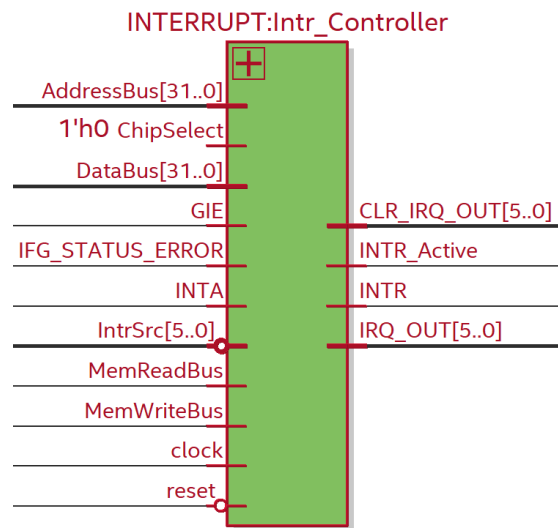 INTERRUPT:Intr_Controller
AddressBus[31..0]
1'h0 ChipSelect
DataBus[31..0]
GIE
IFG_STATUS_ERROR
INTA
IntrSrc[5..0]
MemReadBus
MemWriteBus
clock
reset
CLR_IRQ_OUT[5..0]
INTR_Active
INTR
IRQ_OUT[5..0]